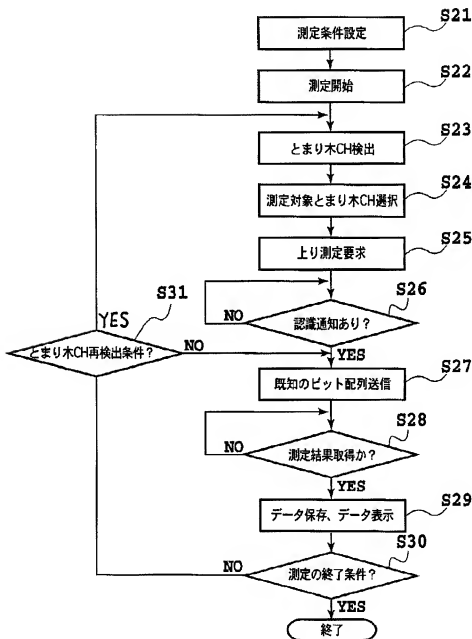 S21
測定条件設定
S22
測定開始
S23
とまり木CH検出
S24
測定対象とまり木CH選択
S25
上り測定要求
S26
認識通知あり？
NO
YES
S31
YES
とまり木CH再検出条件？
NO
S27
既知のビット配列送信
S28
測定結果取得か？
NO
YES
S29
データ保存、データ表示
S30
測定の終了条件？
NO
YES
終了